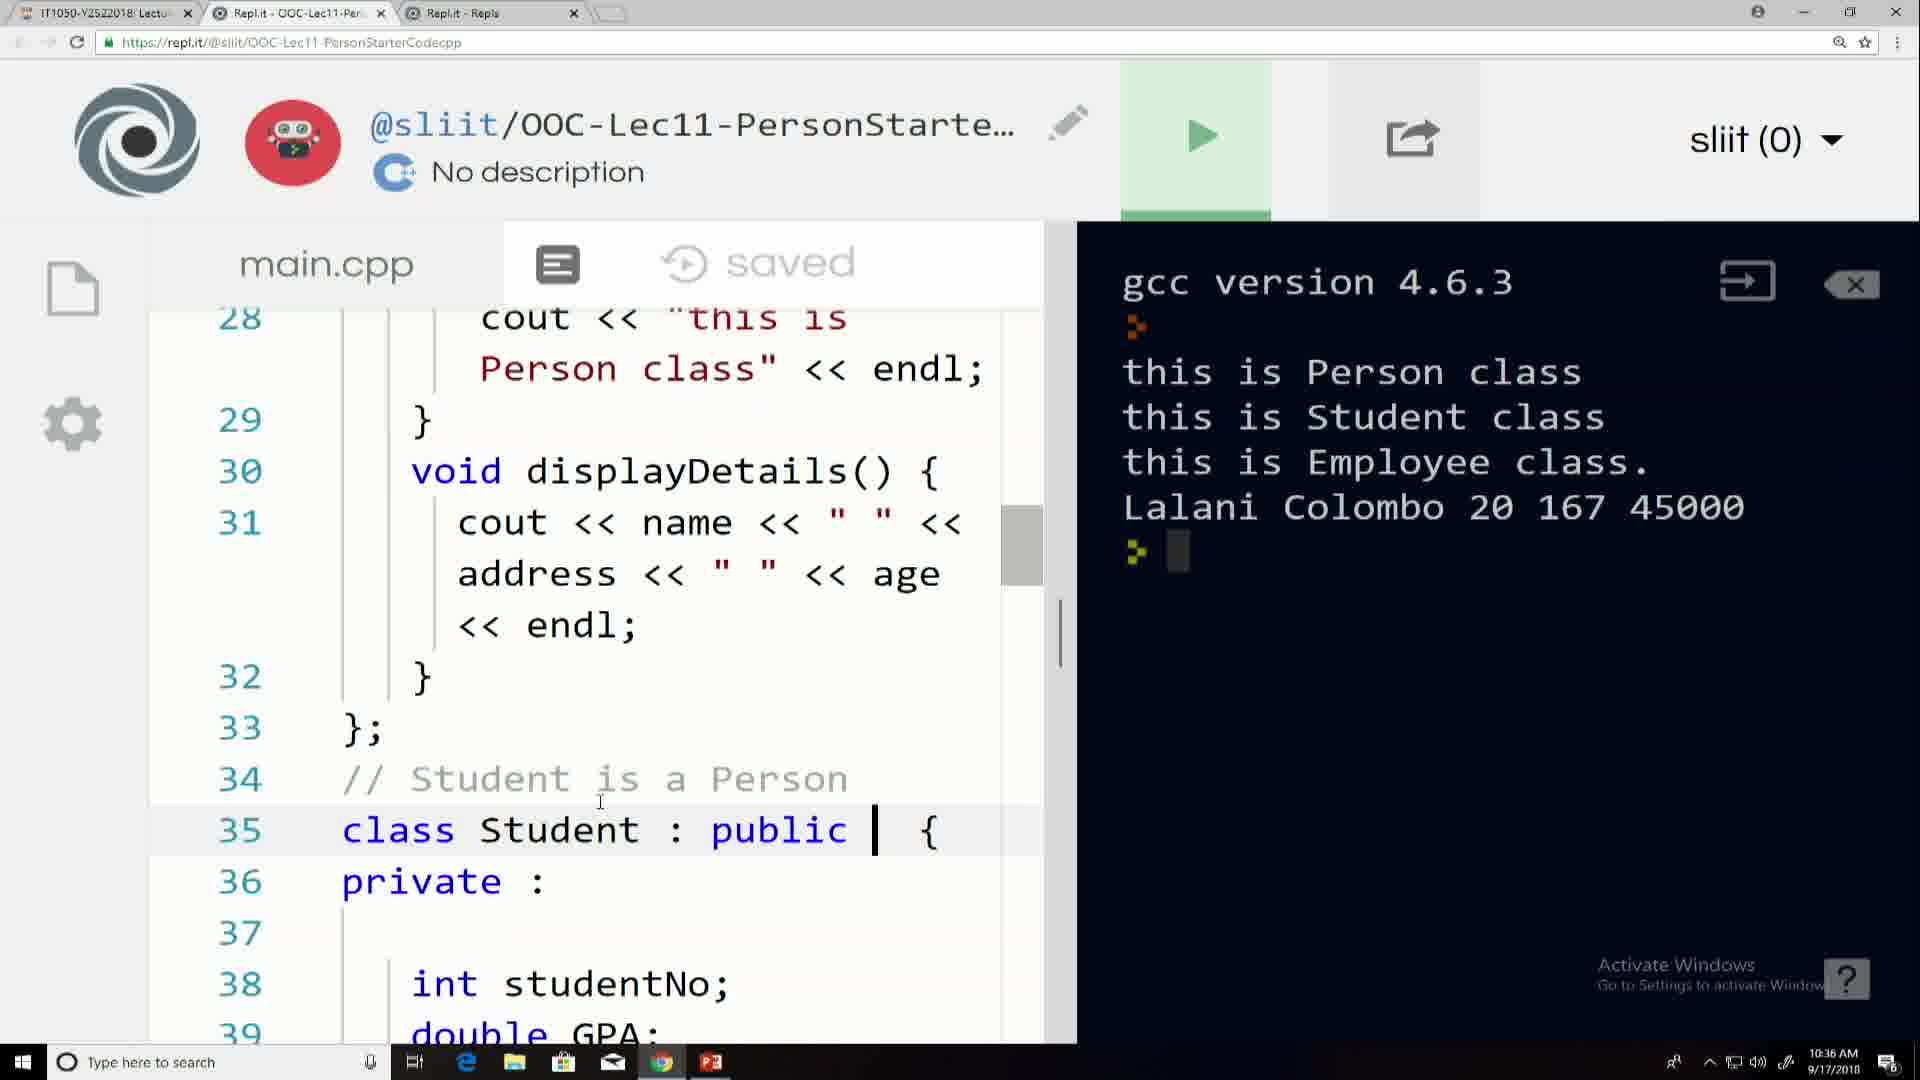 IT1050-Y2S22018: Lectu
Repl.it - OOC-Lec11-Per
Repl.it - Repls
https://repl.it/@sliit/OOC-Lec11-PersonStarterCodecpp
@sliit/OOC-Lec11-PersonStarte...
No description
sliit (0)
main.cpp
saved
28 cout << "this is
Person class" << endl;
29 }
30 void displayDetails() {
31 cout << name << " " <<
address << " " << age
<< endl;
32 }
33 };
34 // Student is a Person
35 class Student : public {
36 private :
37
38 int studentNo;
39 double GPA;
gcc version 4.6.3
this is Person class
this is Student class
this is Employee class.
Lalani Colombo 20 167 45000
Activate Windows
Go to Settings to activate Window
?
Type here to search
10:36 AM
9/17/2018